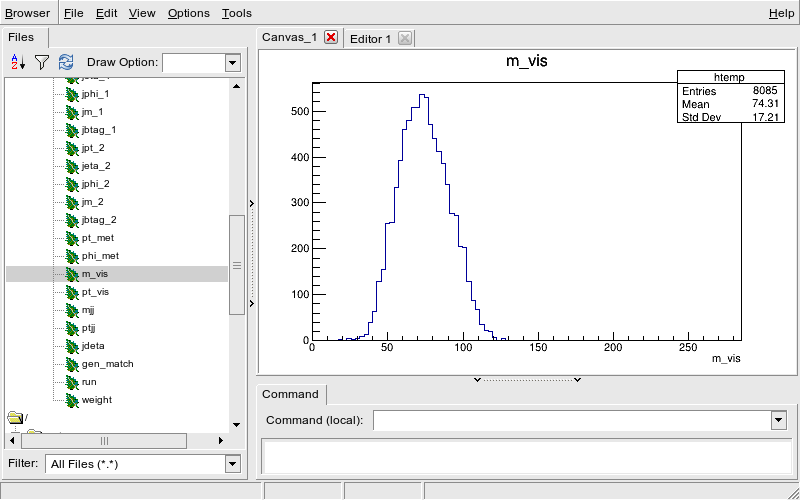 Browser File Edit View Options Tools Help
Files
Draw Option:
jphi_1
jm_1
jbtag_1
jpt_2
jeta_2
jphi_2
jm_2
jbtag_2
pt_met
phi_met
m_vis
pt_vis
mjj
ptjj
jdeta
gen_match
run
weight
/
Filter: All Files (*.*)
Canvas_1 Editor 1
m_vis
htemp
Entries 8085
Mean 74.31
Std Dev 17.21
500
400
300
200
100
0
0 50 100 150 200 250
m_vis
Command
Command (local):